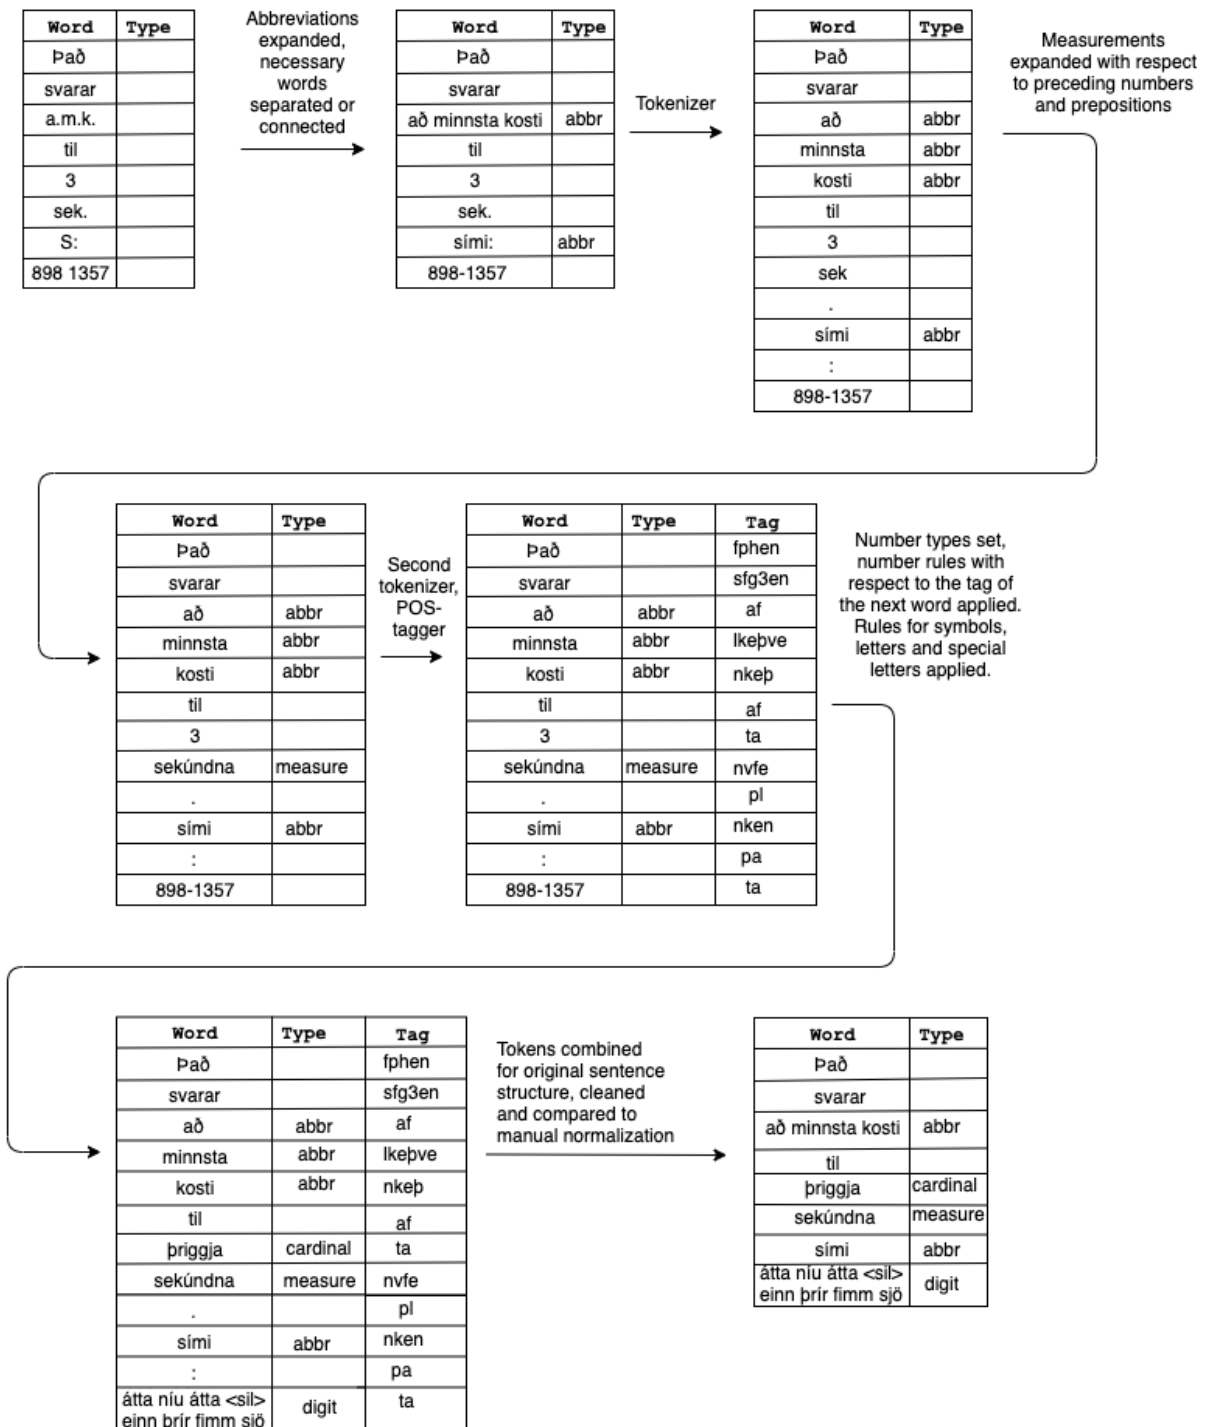 Word Type
Það
svarar
a.m.k.
til
3
sek.
S:
898 1357
Abbreviations
expanded,
necessary
words
separated or
connected
Word Type
Það
svarar
að minnsta kosti abbr
til
3
sek.
sími: abbr
898-1357
Tokenizer
Word Type
Það
svarar
að abbr
minnsta abbr
kosti abbr
til
3
sek
.
sími abbr
:
898-1357
Measurements
expanded with respect
to preceding numbers
and prepositions
Word Type
Það
svarar
að abbr
minnsta abbr
kosti abbr
til
3
sekúndna measure
.
sími abbr
:
898-1357
Second
tokenizer,
POS-
tagger
Word Type Tag
Það fphen
svarar sfg3en
að abbr af
minnsta abbr lkeþve
kosti abbr nkeþ
til af
3 ta
sekúndna measure nvfe
. pl
sími abbr nken
: pa
898-1357 ta
Number types set,
number rules with
respect to the tag of
the next word applied.
Rules for symbols,
letters and special
letters applied.
Word Type Tag
Það fphen
svarar sfg3en
að abbr af
minnsta abbr lkeþve
kosti abbr nkeþ
til af
þriggja cardinal ta
sekúndna measure nvfe
. pl
sími abbr nken
: pa
átta níu átta <sil>
einn þrír fimm sjö digit ta
Tokens combined
for original sentence
structure, cleaned
and compared to
manual normalization
Word Type
Það
svarar
að minnsta kosti abbr
til
þriggja cardinal
sekúndna measure
sími abbr
átta níu átta <sil>
einn þrír fimm sjö digit